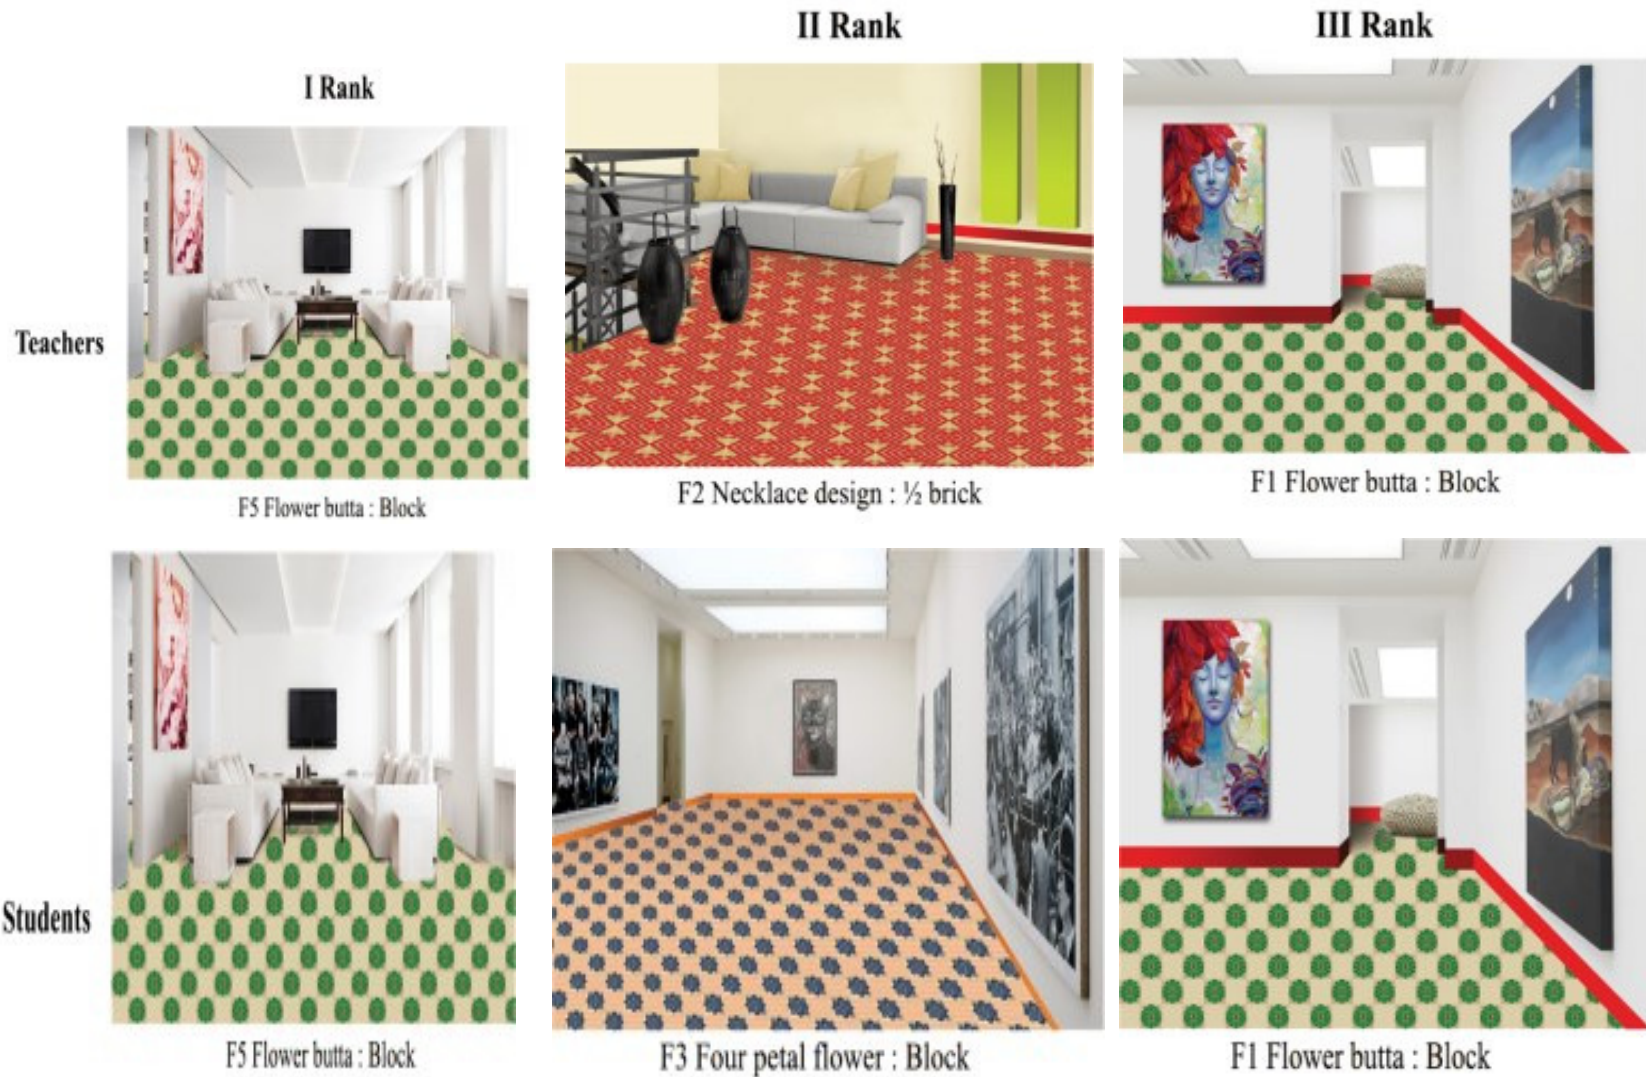 I Rank
II Rank
III Rank
Teachers
F5 Flower butta : Block
F2 Necklace design : ½ brick
F1 Flower butta : Block
Students
F5 Flower butta : Block
F3 Four petal flower : Block
F1 Flower butta : Block